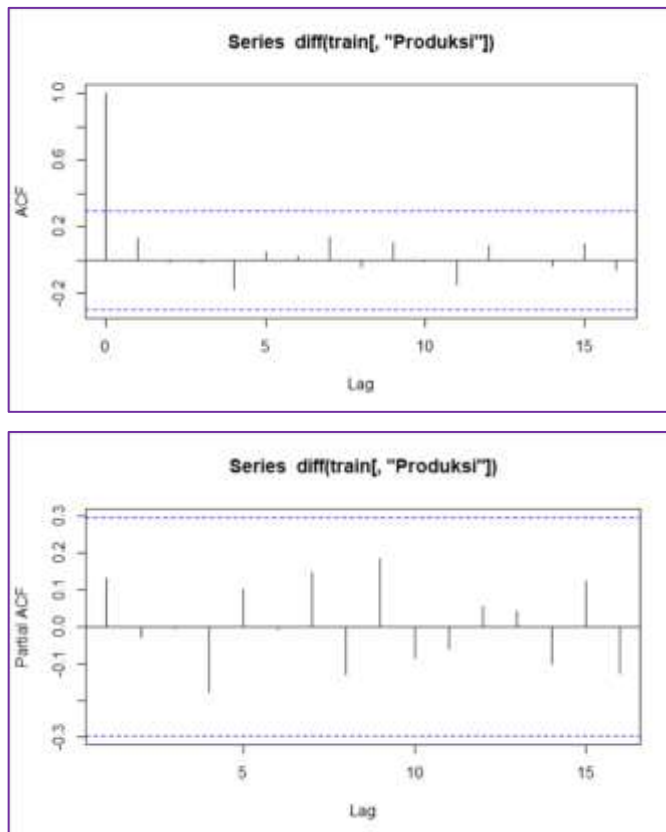 Series diff(train[, "Produksi"])
ACF
1.0
0.6
0.2
-0.2
0 5 10 15
Lag
Series diff(train[, "Produksi"])
Partial ACF
0.3
0.2
0.1
0.0
-0.1
-0.3
5 10 15
Lag